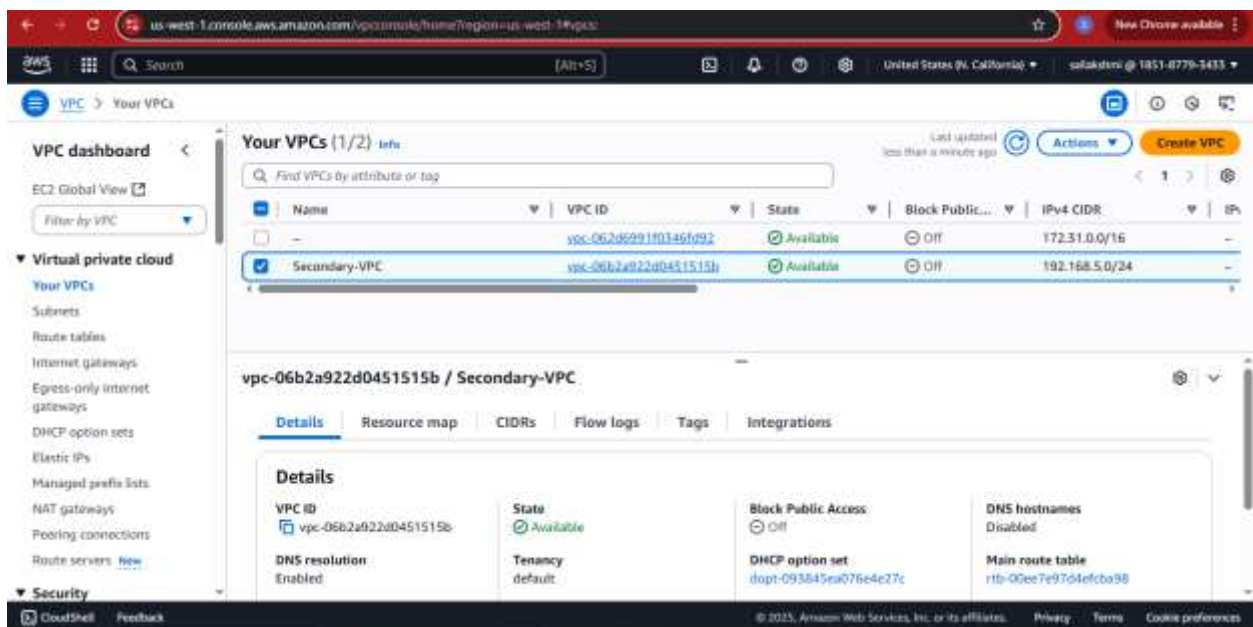 us-west-1.console.aws.amazon.com/vpcconsole/home?region=us-west-1#vpcs:
New Chrome available
aws
Search
[Alt+S]
United States (N. California)
sailakshmi @ 1851-8779-3433
VPC > Your VPCs
VPC dashboard
EC2 Global View
Filter by VPC
Virtual private cloud
Your VPCs
Subnets
Route tables
Internet gateways
Egress-only internet
gateways
DHCP option sets
Elastic IPs
Managed prefix lists
NAT gateways
Peering connections
Route servers New
Security
Your VPCs (1/2) Info
Last updated
less than a minute ago
Actions
Create VPC
Find VPCs by attribute or tag
1
Name VPC ID State Block Public... IPv4 CIDR
– vpc-062d6991f0346fd92 Available Off 172.31.0.0/16 –
Secondary-VPC vpc-06b2a922d0451515b Available Off 192.168.5.0/24 –
vpc-06b2a922d0451515b / Secondary-VPC
Details Resource map CIDRs Flow logs Tags Integrations
Details
VPC ID
vpc-06b2a922d0451515b
State
Available
Block Public Access
Off
DNS hostnames
Disabled
DNS resolution
Enabled
Tenancy
default
DHCP option set
dopt-093845ea076e4e27c
Main route table
rtb-00ee7e97d4efcba98
CloudShell Feedback
© 2025, Amazon Web Services, Inc. or its affiliates. Privacy Terms Cookie preferences